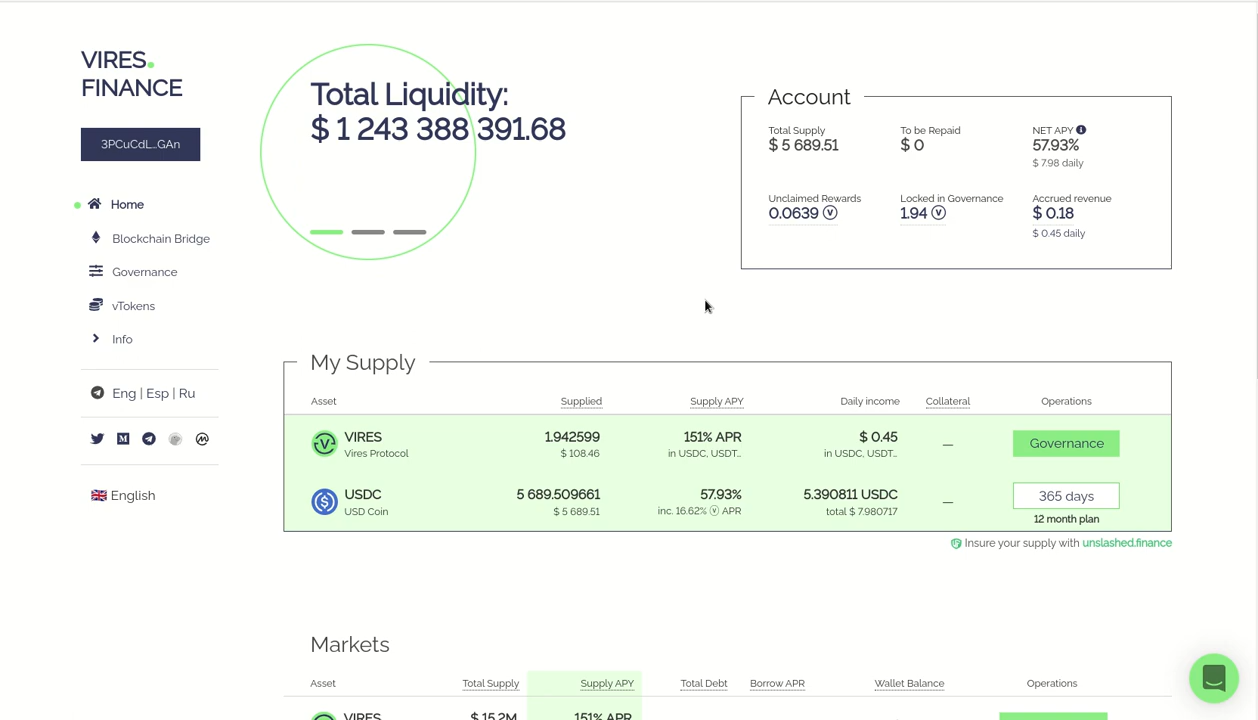 VIRES.
FINANCE
3PCuCdL...GAn
Home
Blockchain Bridge
Governance
vTokens
Info
Eng | Esp | Ru
English
Total Liquidity:
$ 1 243 388 391.68
Account
Total Supply
$ 5 689.51
To be Repaid
$ 0
NET APY
57.93%
$ 7.98 daily
Unclaimed Rewards
0.0639
Locked in Governance
1.94
Accrued revenue
$ 0.18
$ 0.45 daily
My Supply
Asset Supplied Supply APY Daily income Collateral Operations
VIRES 1.942599 151% APR $ 0.45 — Governance
Vires Protocol $ 108.46 in USDC, USDT... in USDC, USDT...
USDC 5 689.509661 57.93% 5.390811 USDC — 365 days
USD Coin $ 5 689.51 inc. 16.62% Ⓥ APR total $ 7.980717 12 month plan
Insure your supply with unslashed.finance
Markets
Asset Total Supply Supply APY Total Debt Borrow APR Wallet Balance Operations
VIRES $ 15.2M 151% APR